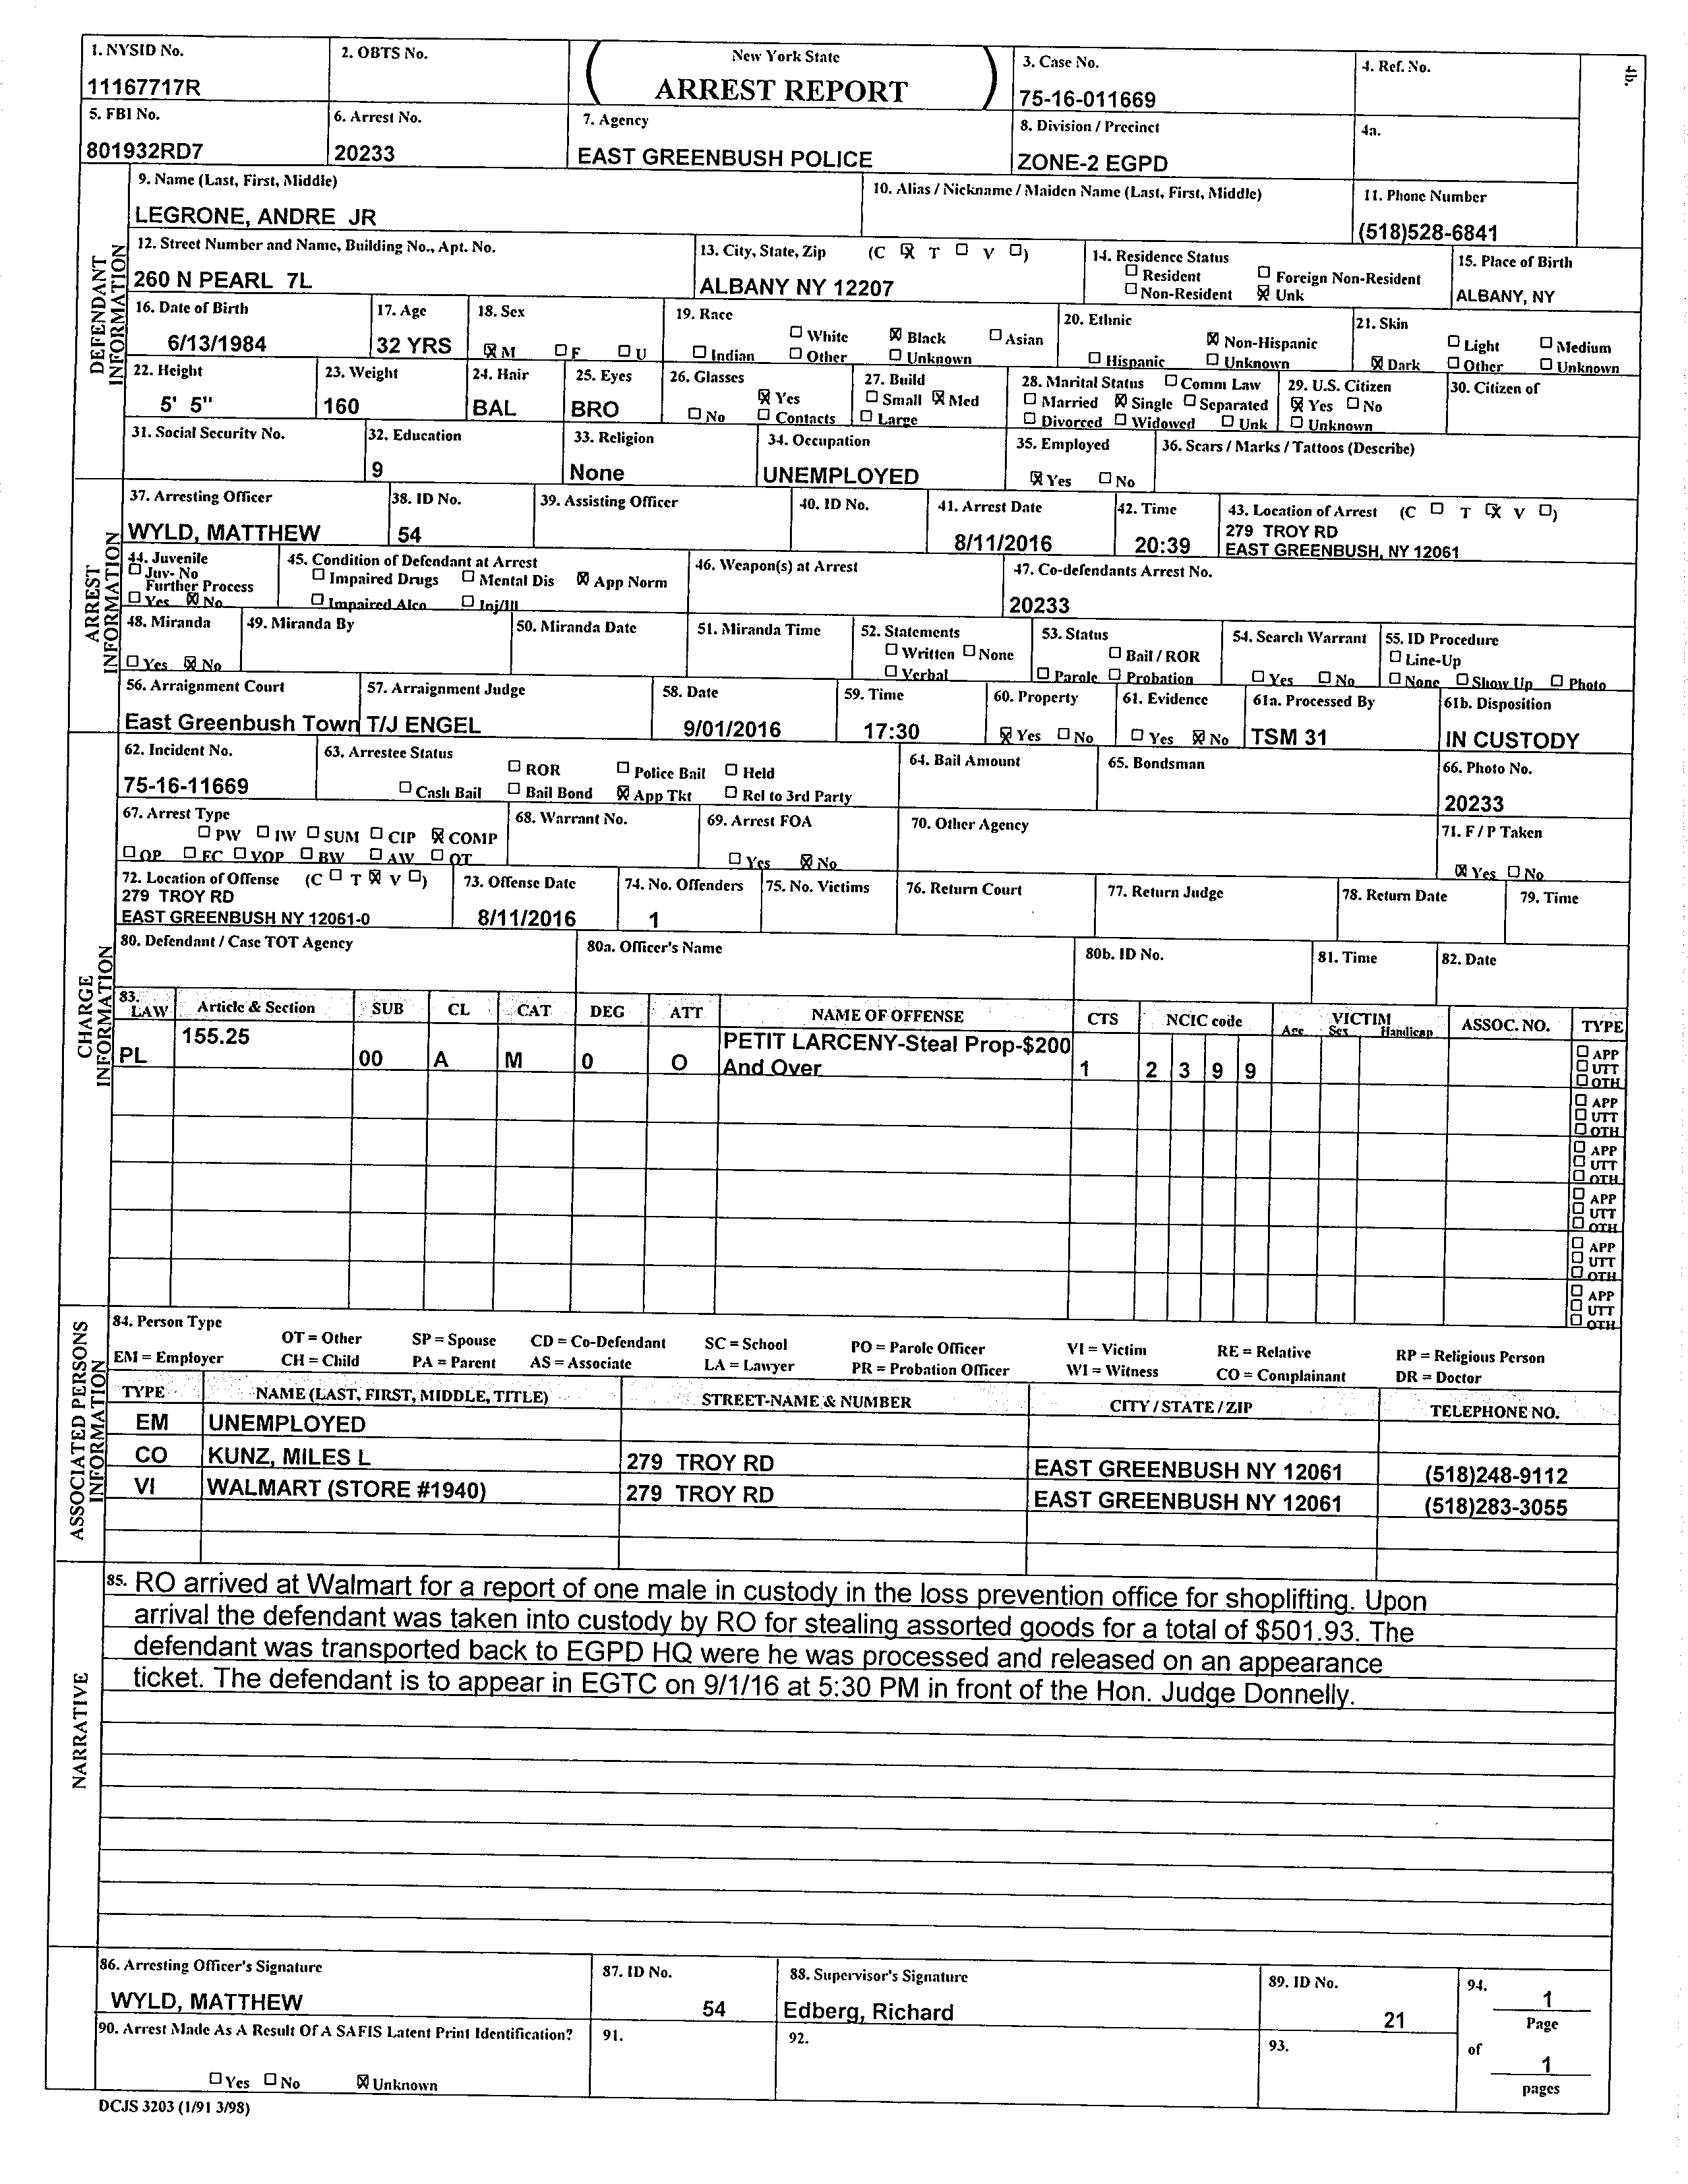 1. NYSID No.
11167717R
2. OBTS No.
New York State
ARREST REPORT
3. Case No.
75-16-011669
4. Ref. No.
4b.
5. FBI No.
801932RD7
6. Arrest No.
20233
7. Agency
EAST GREENBUSH POLICE
8. Division / Precinct
ZONE-2 EGPD
4a.
DEFENDANT INFORMATION
9. Name (Last, First, Middle)
LEGRONE, ANDRE JR
10. Alias / Nickname / Maiden Name (Last, First, Middle)
11. Phone Number
(518)528-6841
12. Street Number and Name, Building No., Apt. No.
260 N PEARL 7L
13. City, State, Zip (C ☒ T ☐ V ☐)
ALBANY NY 12207
14. Residence Status
☐ Resident ☐ Foreign Non-Resident
☐ Non-Resident ☒ Unk
15. Place of Birth
ALBANY, NY
16. Date of Birth
6/13/1984
17. Age
32 YRS
18. Sex
☒ M ☐ F ☐ U
19. Race
☐ White ☒ Black ☐ Asian
☐ Indian ☐ Other ☐ Unknown
20. Ethnic
☒ Non-Hispanic
☐ Hispanic ☐ Unknown
21. Skin
☐ Light ☐ Medium
☒ Dark ☐ Other ☐ Unknown
22. Height
5' 5"
23. Weight
160
24. Hair
BAL
25. Eyes
BRO
26. Glasses
☒ Yes
☐ No ☐ Contacts
27. Build
☐ Small ☒ Med
☐ Large
28. Marital Status ☐ Comm Law
☐ Married ☒ Single ☐ Separated
☐ Divorced ☐ Widowed ☐ Unk
29. U.S. Citizen
☒ Yes ☐ No
☐ Unknown
30. Citizen of
31. Social Security No.
32. Education
9
33. Religion
None
34. Occupation
UNEMPLOYED
35. Employed
☒ Yes ☐ No
36. Scars / Marks / Tattoos (Describe)
ARREST INFORMATION
37. Arresting Officer
WYLD, MATTHEW
38. ID No.
54
39. Assisting Officer
40. ID No.
41. Arrest Date
8/11/2016
42. Time
20:39
43. Location of Arrest (C ☐ T ☒ V ☐)
279 TROY RD
EAST GREENBUSH, NY 12061
44. Juvenile
☐ Juv- No
Further Process
☐ Yes ☒ No
45. Condition of Defendant at Arrest
☐ Impaired Drugs ☐ Mental Dis ☒ App Norm
☐ Impaired Alco ☐ Inj/Ill
46. Weapon(s) at Arrest
47. Co-defendants Arrest No.
20233
48. Miranda
☐ Yes ☒ No
49. Miranda By
50. Miranda Date
51. Miranda Time
52. Statements
☐ Written ☐ None
☐ Verbal
53. Status
☐ Bail / ROR
☐ Parole ☐ Probation
54. Search Warrant
☐ Yes ☐ No
55. ID Procedure
☐ Line-Up
☐ None ☐ Show Up ☐ Photo
56. Arraignment Court
East Greenbush Town
57. Arraignment Judge
T/J ENGEL
58. Date
9/01/2016
59. Time
17:30
60. Property
☒ Yes ☐ No
61. Evidence
☐ Yes ☒ No
61a. Processed By
TSM 31
61b. Disposition
IN CUSTODY
CHARGE INFORMATION
62. Incident No.
75-16-11669
63. Arrestee Status
☐ ROR ☐ Police Bail ☐ Held
☐ Cash Bail ☐ Bail Bond ☒ App Tkt ☐ Rel to 3rd Party
64. Bail Amount
65. Bondsman
66. Photo No.
20233
67. Arrest Type
☐ PW ☐ IW ☐ SUM ☐ CIP ☒ COMP
☐ OP ☐ FC ☐ VOP ☐ BW ☐ AW ☐ OT
68. Warrant No.
69. Arrest FOA
☐ Yes ☒ No
70. Other Agency
71. F / P Taken
☒ Yes ☐ No
72. Location of Offense (C ☐ T ☒ V ☐)
279 TROY RD
EAST GREENBUSH NY 12061-0
73. Offense Date
8/11/2016
74. No. Offenders
1
75. No. Victims
76. Return Court
77. Return Judge
78. Return Date
79. Time
80. Defendant / Case TOT Agency
80a. Officer's Name
80b. ID No.
81. Time
82. Date
83. LAW Article & Section SUB CL CAT DEG ATT NAME OF OFFENSE CTS NCIC code VICTIM Age Sex Handicap ASSOC. NO. TYPE
PL 155.25 00 A M 0 O PETIT LARCENY-Steal Prop-$200 And Over 1 2 3 9 9
☐ APP
☐ UTT
☐ OTH
☐ APP
☐ UTT
☐ OTH
☐ APP
☐ UTT
☐ OTH
☐ APP
☐ UTT
☐ OTH
☐ APP
☐ UTT
☐ OTH
☐ APP
☐ UTT
☐ OTH
ASSOCIATED PERSONS INFORMATION
84. Person Type
OT = Other SP = Spouse CD = Co-Defendant SC = School PO = Parole Officer VI = Victim RE = Relative RP = Religious Person
EM = Employer CH = Child PA = Parent AS = Associate LA = Lawyer PR = Probation Officer WI = Witness CO = Complainant DR = Doctor
TYPE NAME (LAST, FIRST, MIDDLE, TITLE) STREET-NAME & NUMBER CITY / STATE / ZIP TELEPHONE NO.
EM UNEMPLOYED
CO KUNZ, MILES L 279 TROY RD EAST GREENBUSH NY 12061 (518)248-9112
VI WALMART (STORE #1940) 279 TROY RD EAST GREENBUSH NY 12061 (518)283-3055
NARRATIVE
85. RO arrived at Walmart for a report of one male in custody in the loss prevention office for shoplifting. Upon
arrival the defendant was taken into custody by RO for stealing assorted goods for a total of $501.93. The
defendant was transported back to EGPD HQ were he was processed and released on an appearance
ticket. The defendant is to appear in EGTC on 9/1/16 at 5:30 PM in front of the Hon. Judge Donnelly.
86. Arresting Officer's Signature
WYLD, MATTHEW
87. ID No.
54
88. Supervisor's Signature
Edberg, Richard
89. ID No.
21
94.
1
Page
of
1
pages
90. Arrest Made As A Result Of A SAFIS Latent Print Identification?
☐ Yes ☐ No ☒ Unknown
91.
92.
93.
DCJS 3203 (1/91 3/98)